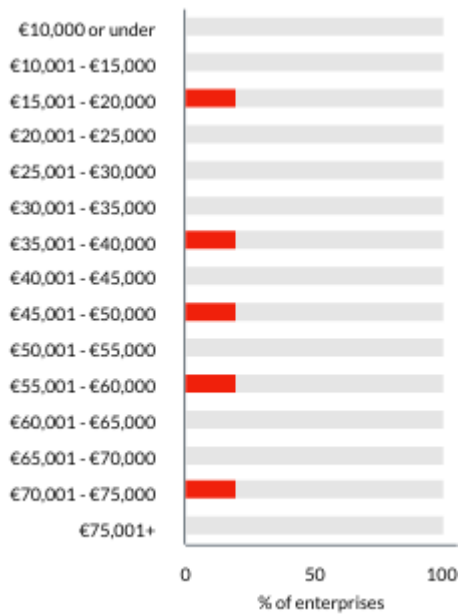 €10,000 or under
€10,001 - €15,000
€15,001 - €20,000
€20,001 - €25,000
€25,001 - €30,000
€30,001 - €35,000
€35,001 - €40,000
€40,001 - €45,000
€45,001 - €50,000
€50,001 - €55,000
€55,001 - €60,000
€60,001 - €65,000
€65,001 - €70,000
€70,001 - €75,000
€75,001+
0 50 100
% of enterprises